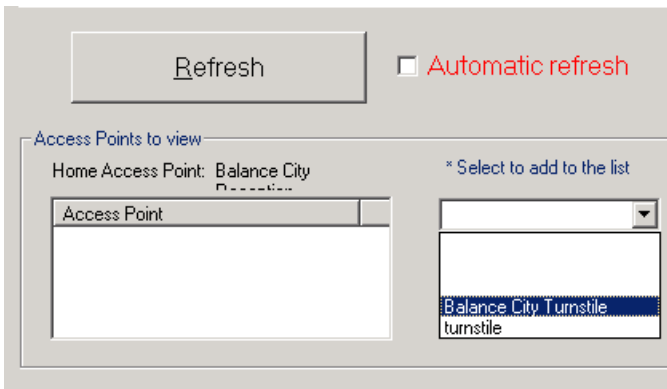 Refresh
Automatic refresh
Access Points to view
Home Access Point: Balance City
* Select to add to the list
Access Point
Balance City Turnstile
turnstile